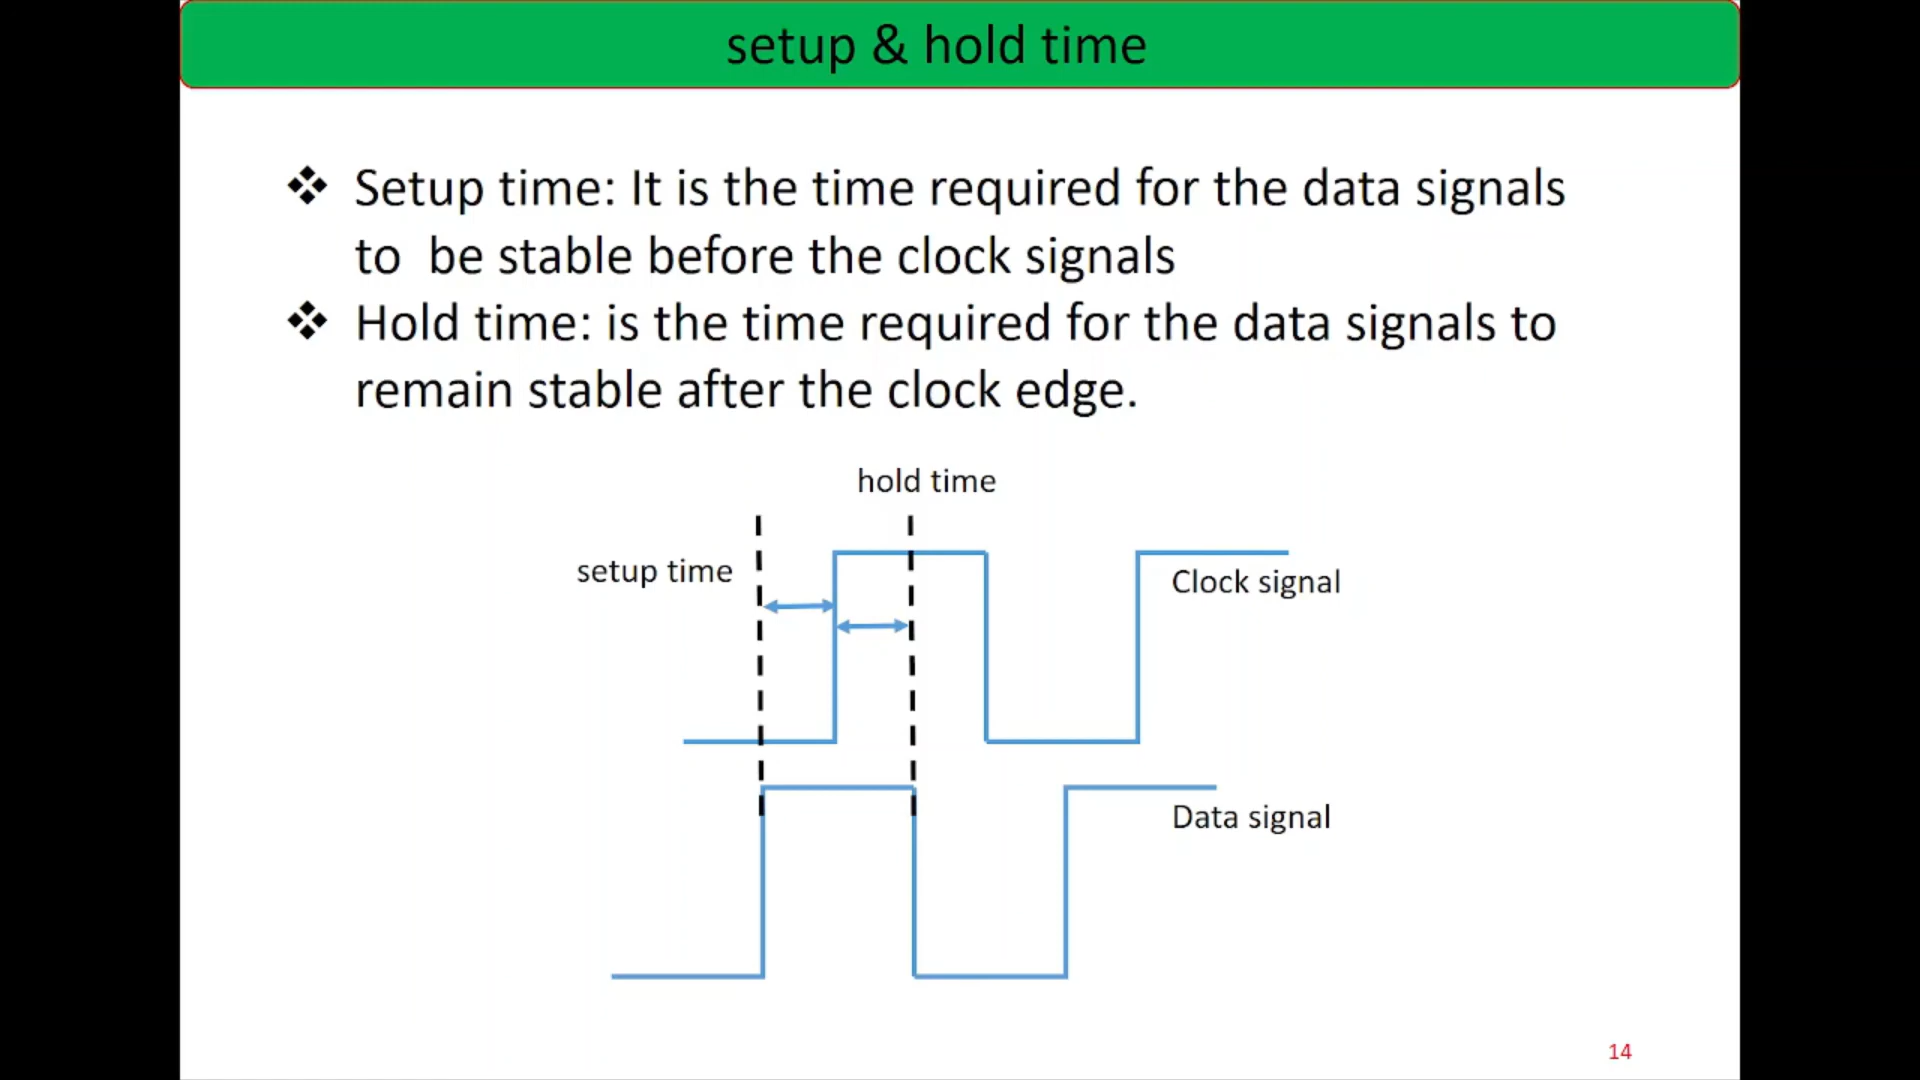 setup & hold time
❖ Setup time: It is the time required for the data signals
to be stable before the clock signals
❖ Hold time: is the time required for the data signals to
remain stable after the clock edge.
hold time
setup time
Clock signal
Data signal
14